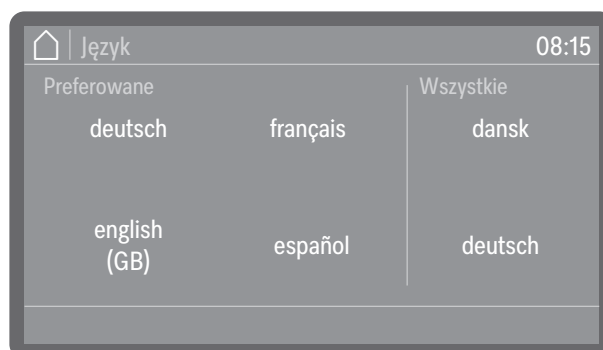 Język 08:15
Preferowane Wszystkie
deutsch français dansk
english
(GB) español deutsch